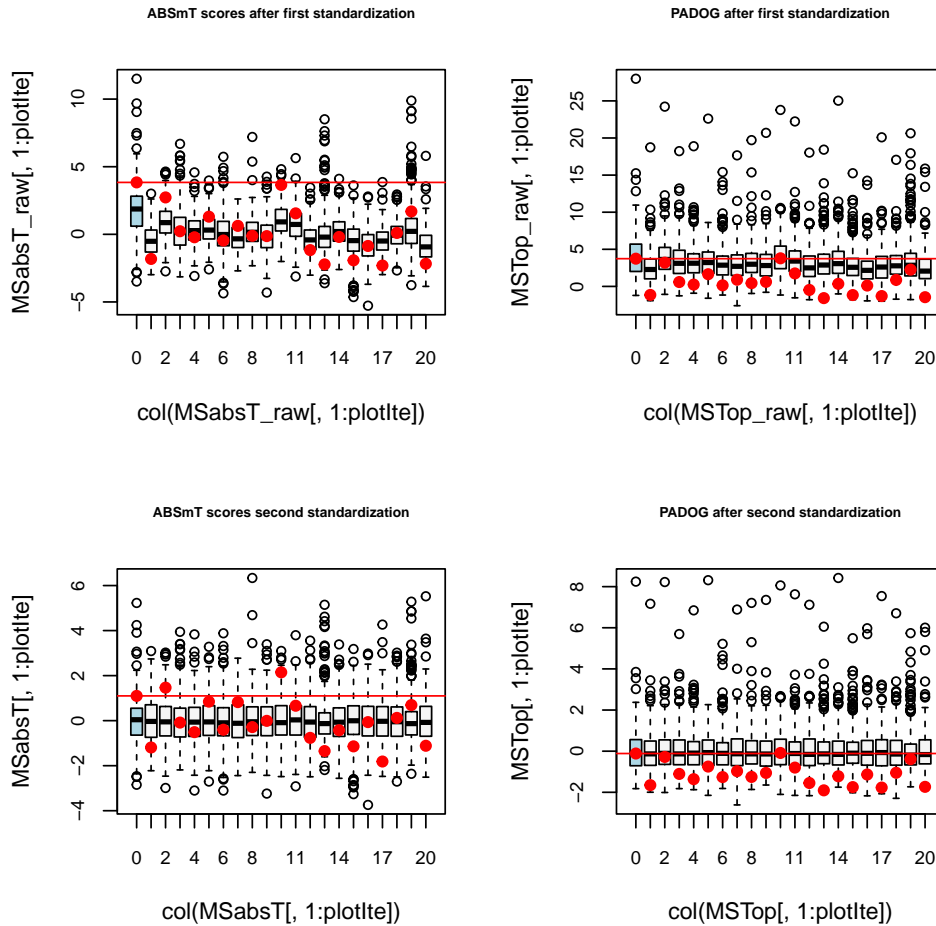 ABSmT scores after first standardization
MSabsT_raw[, 1:plotIte]
10
5
0
−5
0 2 4 6 8 11 14 17 20
col(MSabsT_raw[, 1:plotIte])
PADOG after first standardization
MSTop_raw[, 1:plotIte]
25
20
15
10
5
0
0 2 4 6 8 11 14 17 20
col(MSTop_raw[, 1:plotIte])
ABSmT scores second standardization
MSabsT[, 1:plotIte]
6
4
2
0
−2
−4
0 2 4 6 8 11 14 17 20
col(MSabsT[, 1:plotIte])
PADOG after second standardization
MSTop[, 1:plotIte]
8
6
4
2
0
−2
0 2 4 6 8 11 14 17 20
col(MSTop[, 1:plotIte])